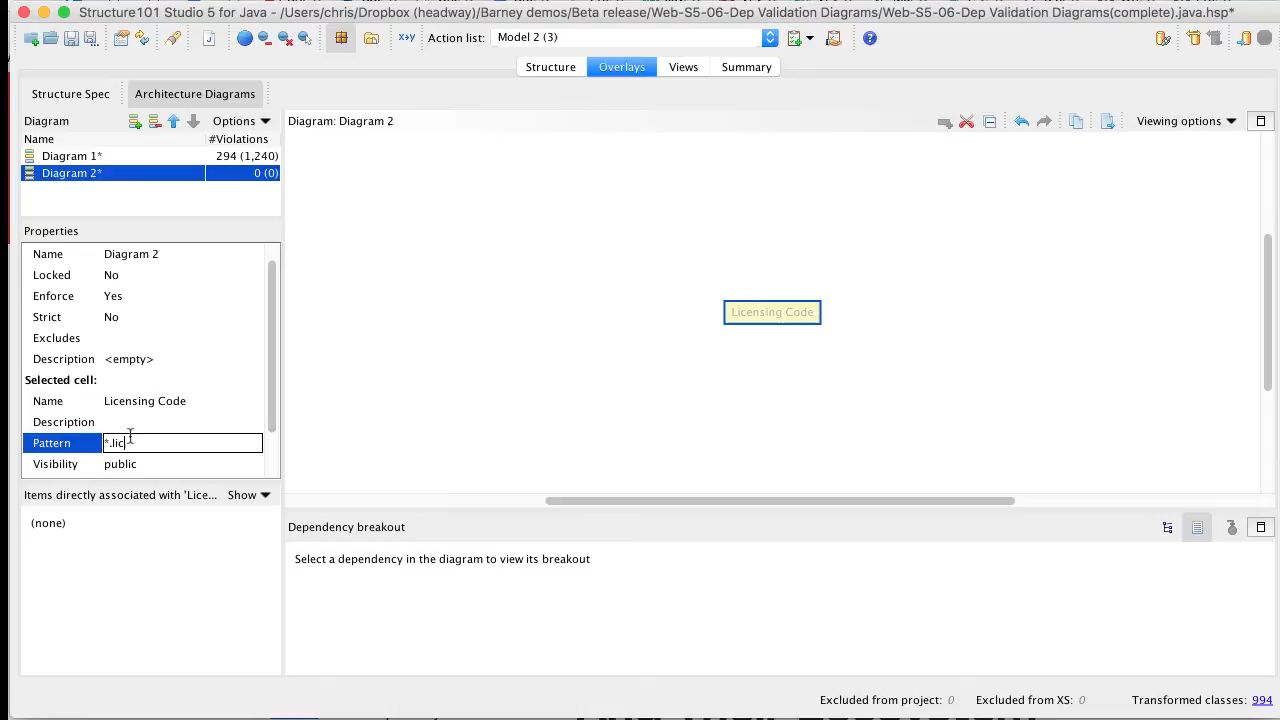 Structure101 Studio 5 for Java - /Users/chris/Dropbox (headway)/Barney demos/Beta release/Web-S5-06-Dep Validation Diagrams/Web-S5-06-Dep Validation Diagrams(complete).java.hsp*
x+y Action list: Model 2 (3)
Structure Overlays Views Summary
Structure Spec Architecture Diagrams
Diagram Options
Diagram: Diagram 2 Viewing options
Name #Violations
Diagram 1* 294 (1,240)
Diagram 2* 0 (0)
Properties
Name Diagram 2
Locked No
Enforce Yes
Strict No
Excludes
Description <empty>
Selected cell:
Name Licensing Code
Description
Pattern *.lic
Visibility public
Licensing Code
Items directly associated with 'Lice... Show
(none)
Dependency breakout
Select a dependency in the diagram to view its breakout
Excluded from project: 0 Excluded from XS: 0 Transformed classes: 994